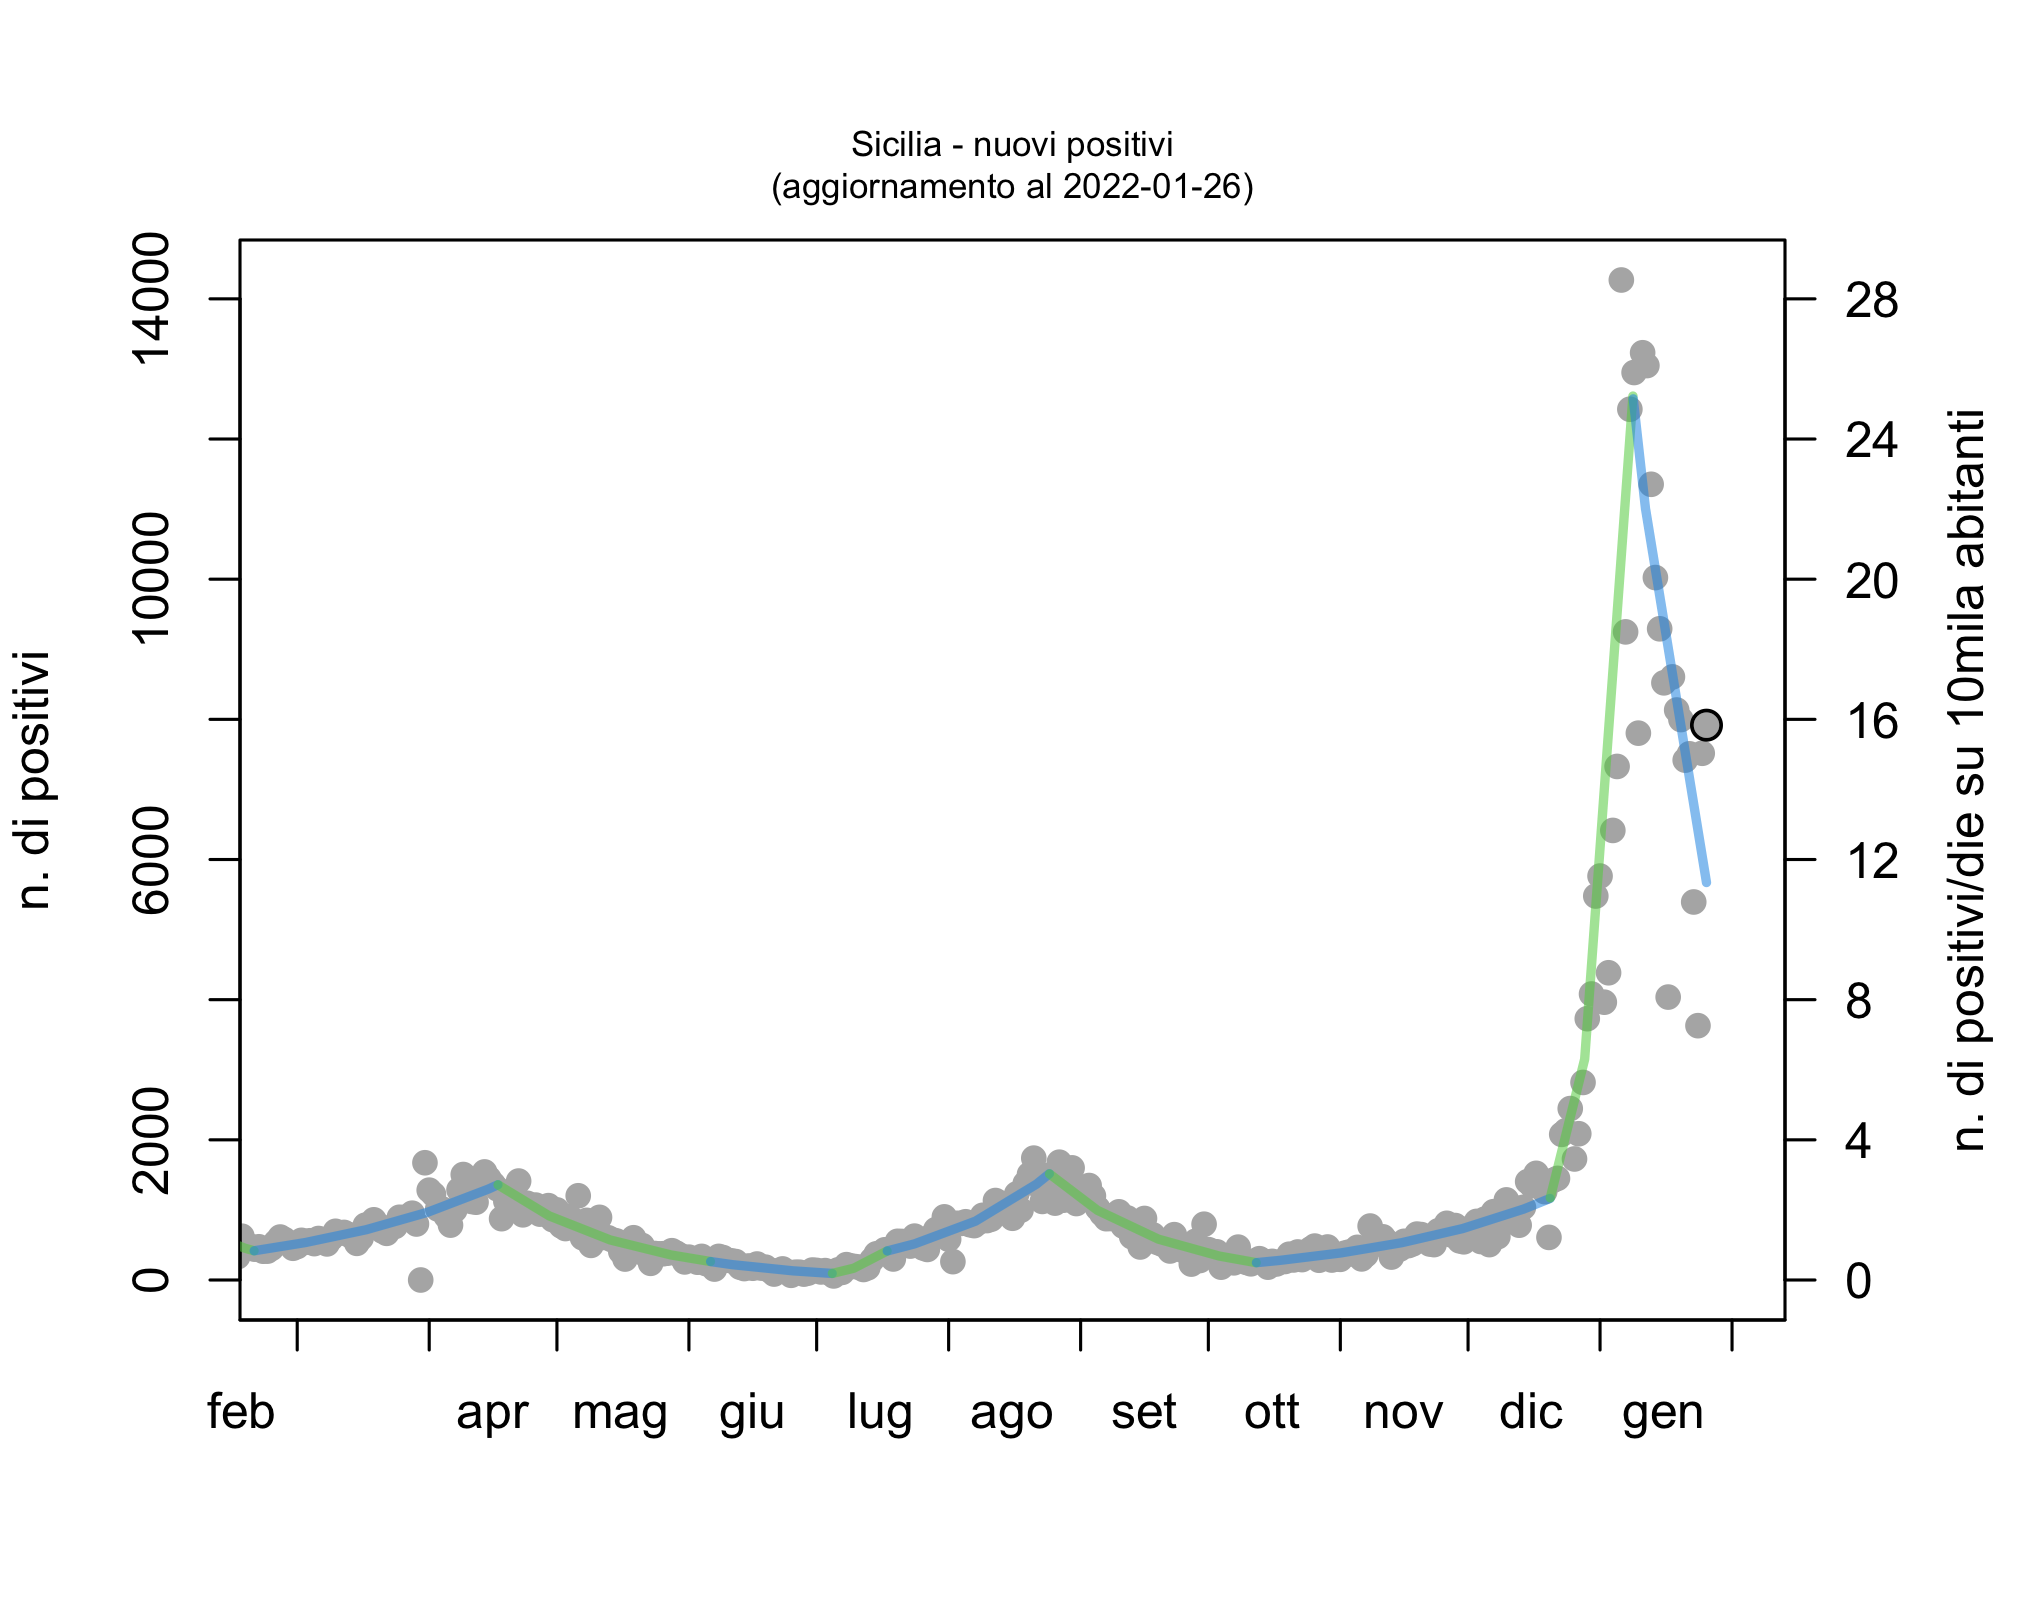 Sicilia - nuovi positivi
(aggiornamento al 2022-01-26)
n. di positivi
14000
10000
6000
2000
0
28
24
20
16
12
8
4
0
n. di positivi/die su 10mila abitanti
feb apr mag giu lug ago set ott nov dic gen